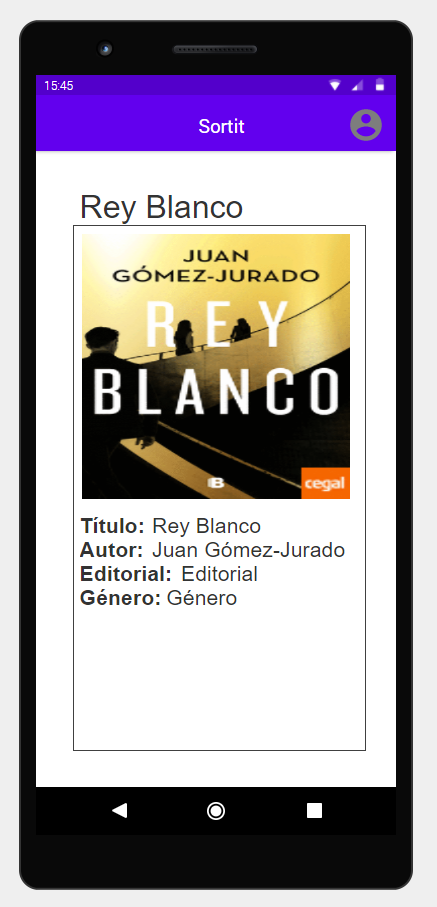 15:45
Sortit
Rey Blanco
JUAN
GÓMEZ-JURADO
REY
BLANCO
B
cegal
Título: Rey Blanco
Autor: Juan Gómez-Jurado
Editorial: Editorial
Género: Género